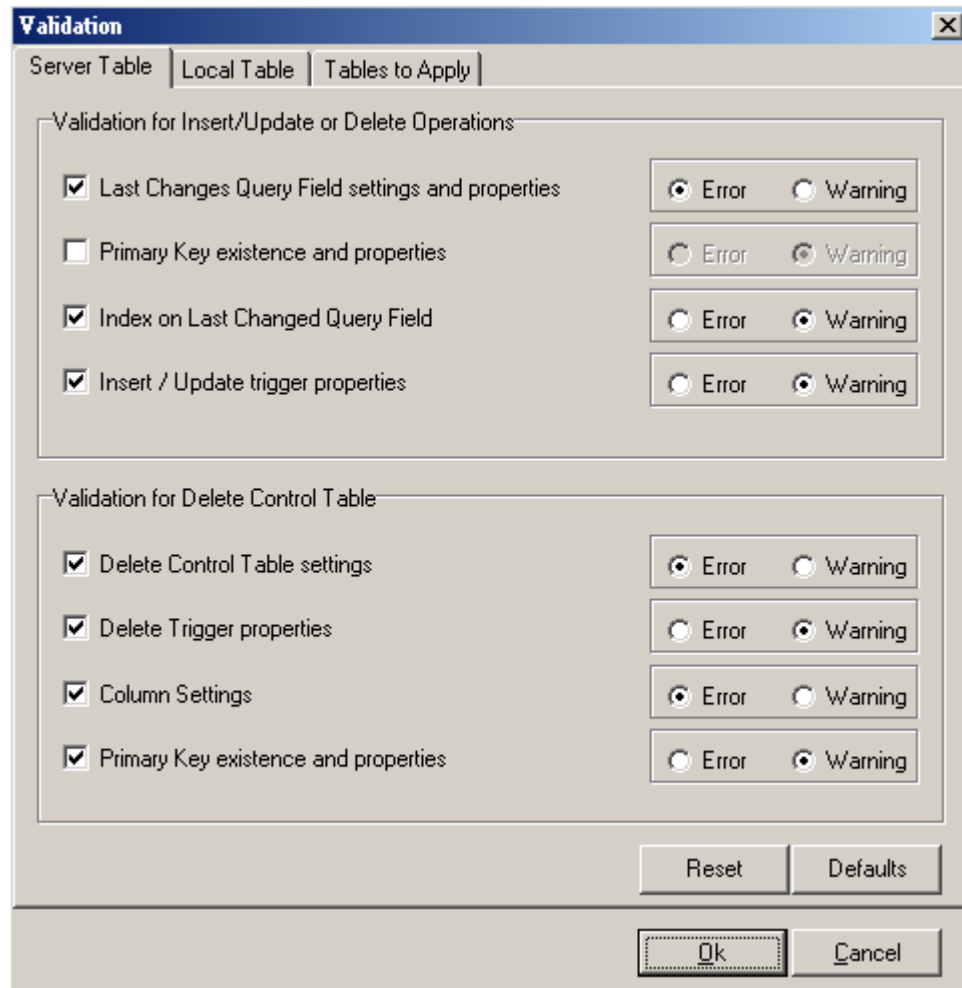 Validation
Server Table Local Table Tables to Apply
Validation for Insert/Update or Delete Operations
Last Changes Query Field settings and properties Error Warning
Primary Key existence and properties Error Warning
Index on Last Changed Query Field Error Warning
Insert / Update trigger properties Error Warning
Validation for Delete Control Table
Delete Control Table settings Error Warning
Delete Trigger properties Error Warning
Column Settings Error Warning
Primary Key existence and properties Error Warning
Reset Defaults
Ok Cancel